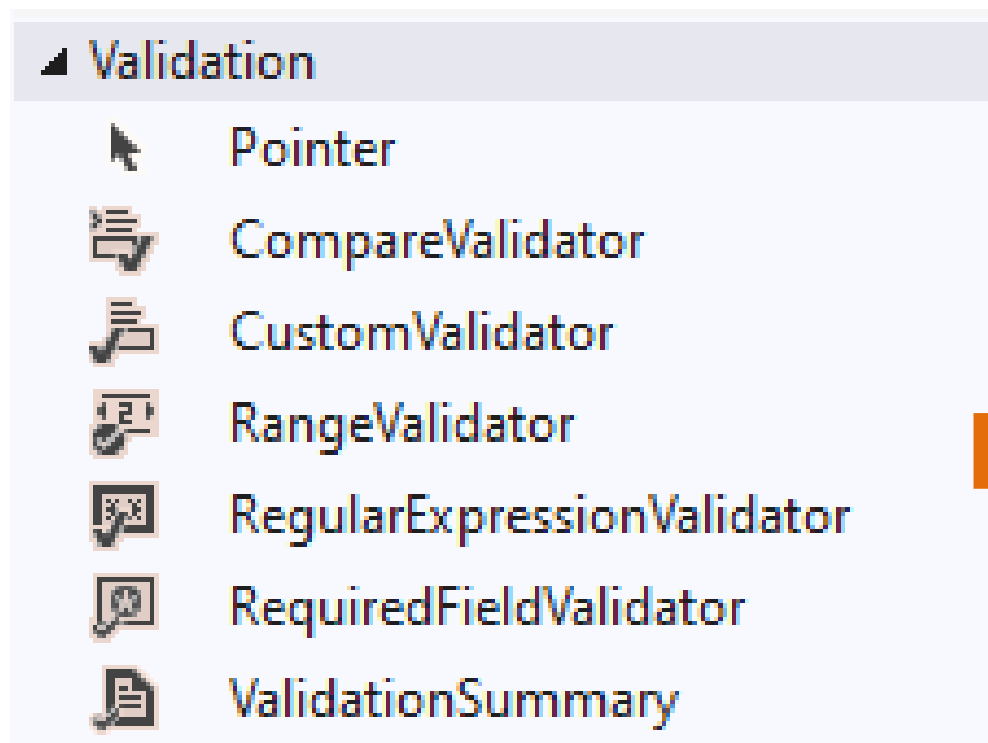 Validation
Pointer
CompareValidator
CustomValidator
RangeValidator
RegularExpressionValidator
RequiredFieldValidator
ValidationSummary